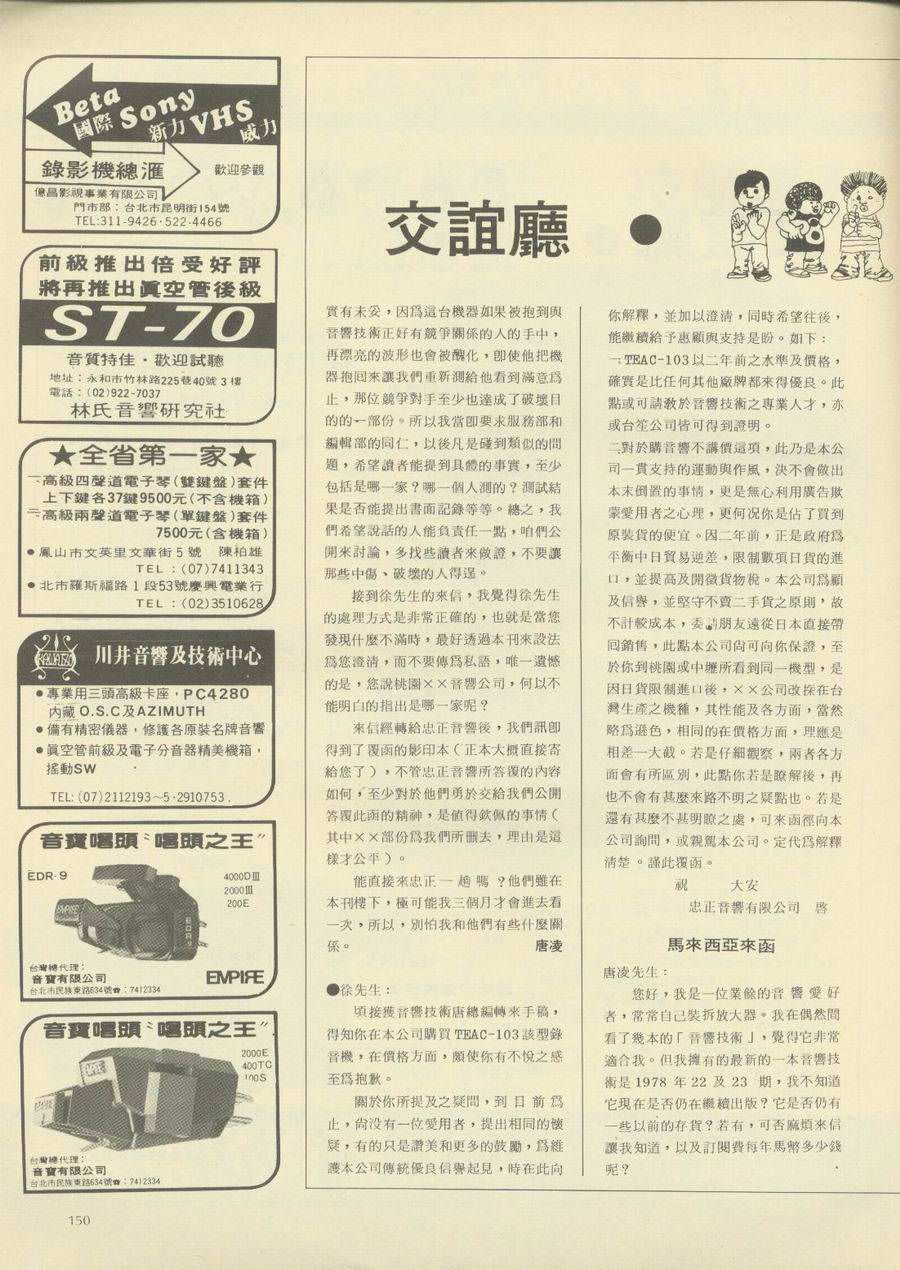 Beta Sony VHS
國際 新力 威力
錄影機總滙 歡迎參觀
億昌影視事業有限公司
門市部：台北市昆明街154號
TEL:311-9426·522-4466
前級推出倍受好評
將再推出眞空管後級
ST-70
音質特佳·歡迎試聽
地址：永和市竹林路225巷40號3樓
電話：(02)922-7037
林氏音響研究社
★全省第一家★
一、高級四聲道電子琴(雙鍵盤)套件
上下鍵各37鍵9500元(不含機箱)
二、高級兩聲道電子琴(單鍵盤)套件
7500元(含機箱)
●鳳山市文英里文華街5號 陳柏雄
TEL：(07)7411343
●北市羅斯福路1段53號慶興電業行
TEL：(02)3510628
KAWAI
川井音響及技術中心
●專業用三頭高級卡座，PC4280
內藏O.S.C及AZIMUTH
●備有精密儀器，修護各原裝名牌音響
●眞空管前級及電子分音器精美機箱，
搖動SW
TEL:(07)2112193～5·2910753.
音寶唱頭〝唱頭之王〞
EDR·9
4000DⅢ
2000Ⅲ
200E
EMPIRE
EDR.9
台灣總代理：
音寶有限公司
台北市民族東路634號☎：7412334
EMPIRE
音寶唱頭〝唱頭之王〞
2000E
400TC
100S
台灣總代理：
音寶有限公司
台北市民族東路634號☎：7412334
150
交誼廳 ●
實有未妥，因爲這台機器如果被抱到與
音響技術正好有競爭關係的人的手中，
再漂亮的波形也會被醜化，卽使他把機
器抱回來讓我們重新測給他看到滿意爲
止，那位競爭對手至少也達成了破壞目
的的一部份。所以我當卽要求服務部和
編輯部的同仁，以後凡是碰到類似的問
題，希望讀者能提到具體的事實，至少
包括是哪一家？哪一個人測的？測試結
果是否能提出書面記錄等等。總之，我
們希望說話的人能負責任一點，咱們公
開來討論，多找些讀者來做證，不要讓
那些中傷、破壞的人得逞。
接到徐先生的來信，我覺得徐先生
的處理方式是非常正確的，也就是當您
發現什麼不滿時，最好透過本刊來設法
爲您澄清，而不要傳爲私語，唯一遺憾
的是，您說桃園××音響公司，何以不
能明白的指出是哪一家呢？
來信經轉給忠正音響後，我們訊卽
得到了覆函的影印本（正本大概直接寄
給您了），不管忠正音響所答覆的內容
如何，至少對於他們勇於交給我們公開
答覆此函的精神，是值得欽佩的事情（
其中××部份爲我們所刪去，理由是這
樣才公平）。
能直接來忠正一趟嗎？他們雖在
本刊樓下，極可能我三個月才會進去看
一次，所以，別怕我和他們有些什麼關
係。 唐凌
●徐先生：
頃接獲音響技術唐總編轉來手稿，
得知你在本公司購買TEAC-103該型錄
音機，在價格方面，頗使你有不悅之感
至爲抱歉。
關於你所提及之疑問，到目前爲
止，尙沒有一位愛用者，提出相同的懷
疑，有的只是讚美和更多的鼓勵，爲維
護本公司傳統優良信譽起見，時在此向
你解釋，並加以澄清，同時希望往後，
能繼續給予惠顧與支持是盼。如下：
一、TEAC-103以二年前之水準及價格，
確實是比任何其他廠牌都來得優良。此
點或可請敎於音響技術之專業人才，亦
或台笙公司皆可得到證明。
二、對於購音響不講價這項，此乃是本公
司一貫支持的運動與作風，決不會做出
本末倒置的事情，更是無心利用廣告欺
蒙愛用者之心理，更何況你是佔了買到
原裝貨的便宜。因二年前，正是政府爲
平衡中日貿易逆差，限制數項日貨的進
口，並提高及開徵貨物稅。本公司爲顧
及信譽，並堅守不賣二手貨之原則，故
不計較成本，委請朋友遠從日本直接帶
回銷售，此點本公司尙可向你保證，至
於你到桃園或中壢所看到同一機型，是
因日貨限制進口後，××公司改採在台
灣生產之機種，其性能及各方面，當然
略爲遜色，相同的在價格方面，理應是
相差一大截。若是仔細觀察，兩者各方
面會有所區別，此點你若是瞭解後，再
也不會有甚麼來路不明之疑點也。若是
還有甚麼不甚明瞭之處，可來函徑向本
公司詢問，或親駕本公司。定代爲解釋
清楚。謹此覆函。
祝 大安
忠正音響有限公司 啓
馬來西亞來函
唐凌先生：
您好，我是一位業餘的音響愛好
者，常常自己裝拆放大器。我在偶然間
看了幾本的「音響技術」，覺得它非常
適合我。但我擁有的最新的一本音響技
術是1978年22及23期，我不知道
它現在是否仍在繼續出版？它是否仍有
一些以前的存貨？若有，可否麻煩來信
讓我知道，以及訂閱費每年馬幣多少錢
呢？